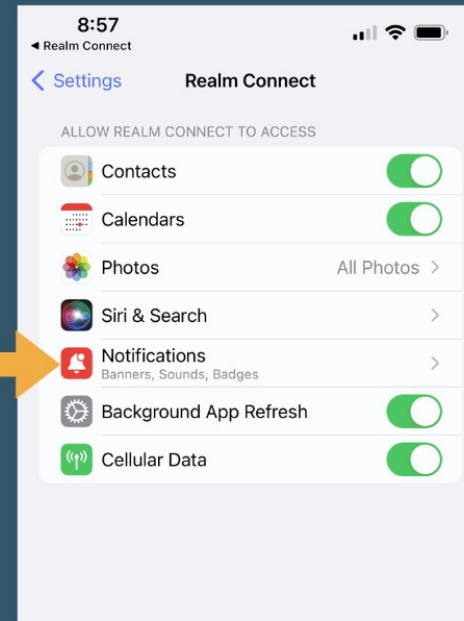 8:57
◀ Realm Connect
Settings
Realm Connect
ALLOW REALM CONNECT TO ACCESS
Contacts
Calendars
Photos
All Photos
Siri & Search
Notifications
Banners, Sounds, Badges
Background App Refresh
Cellular Data